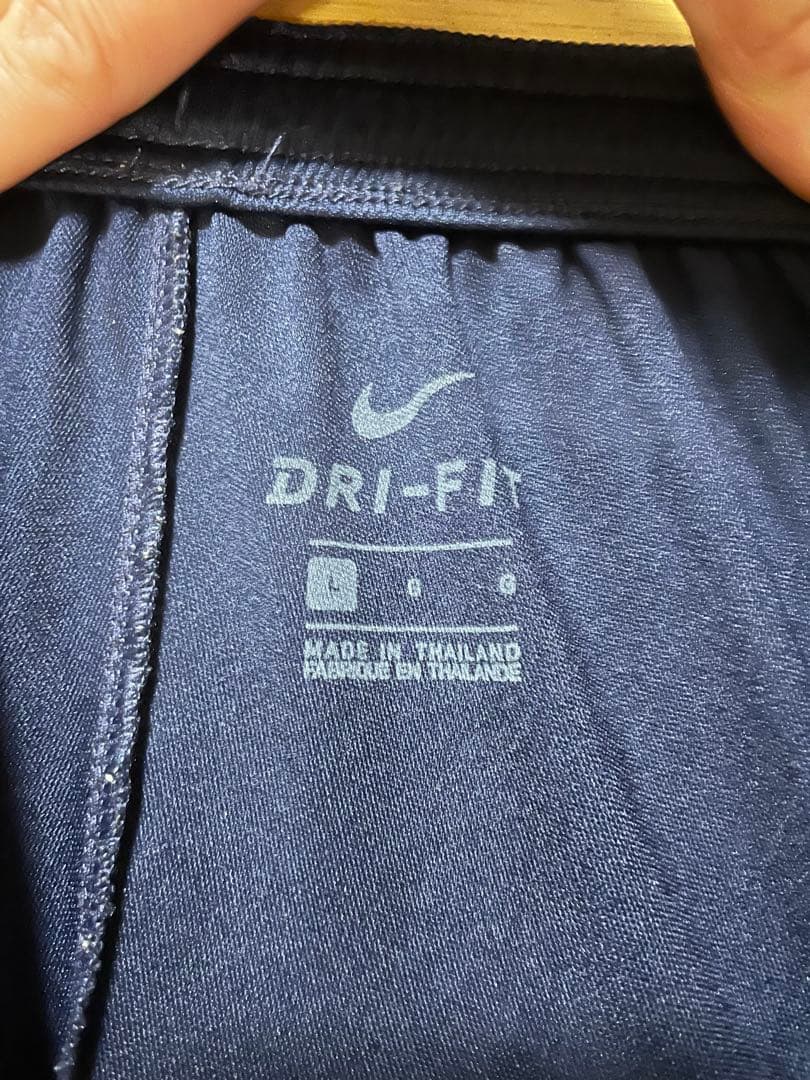 DRI-FIT
L G G
MADE IN THAILAND
FABRIQUE EN THAILANDE